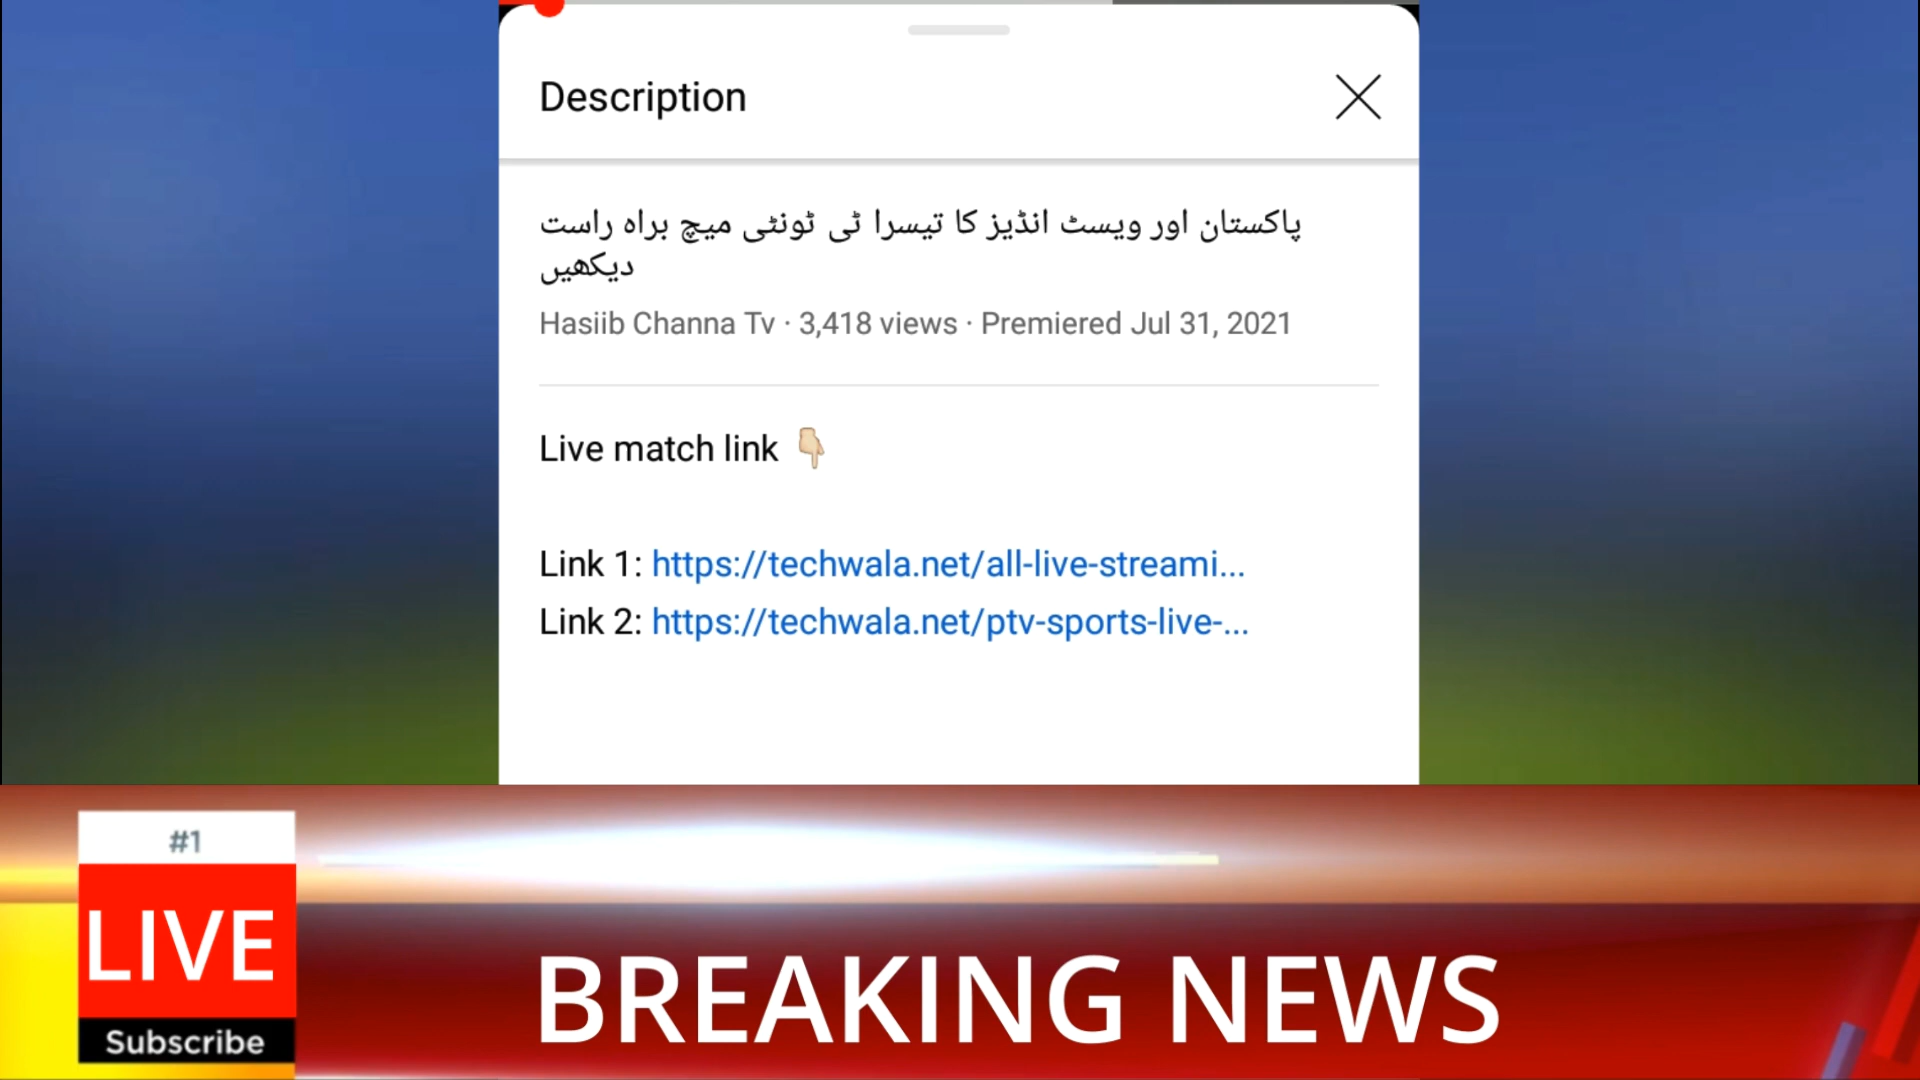 Description
پاکستان اور ویسٹ انڈیز کا تیسرا ٹی ٹونٹی میچ براہ راست
دیکھیں
Hasiib Channa Tv · 3,418 views · Premiered Jul 31, 2021
Live match link 👇🏼
Link 1: https://techwala.net/all-live-streami...
Link 2: https://techwala.net/ptv-sports-live-...
#1
LIVE
Subscribe
BREAKING NEWS